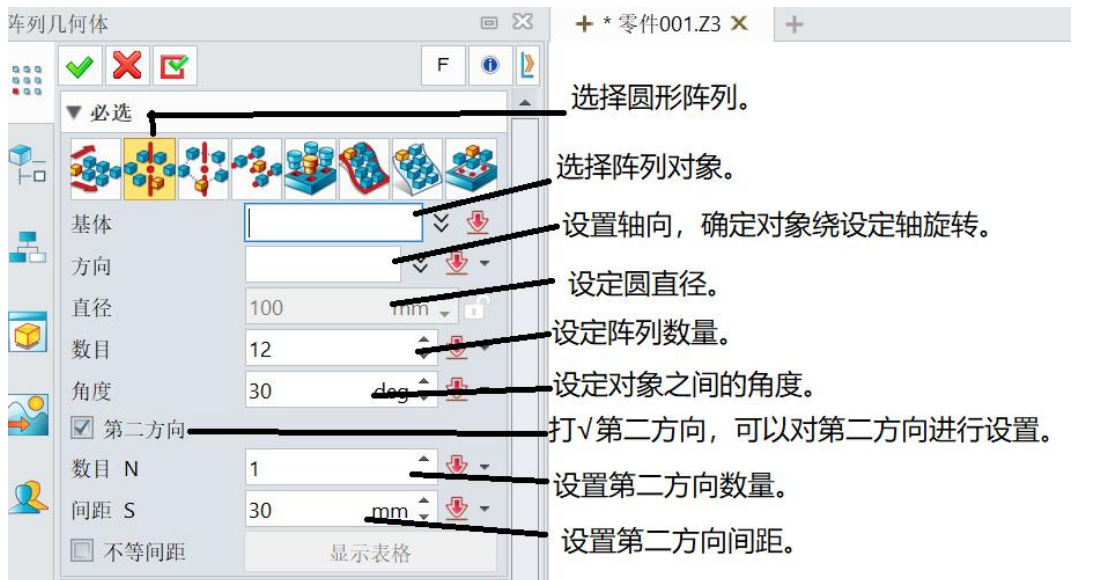 阵列几何体
* 零件001.Z3
F
必选
选择圆形阵列。
选择阵列对象。
基体
设置轴向，确定对象绕设定轴旋转。
方向
设定圆直径。
直径 100 mm
设定阵列数量。
数目 12
设定对象之间的角度。
角度 30 deg
第二方向
打√第二方向，可以对第二方向进行设置。
数目 N 1
设置第二方向数量。
间距 S 30 mm
设置第二方向间距。
不等间距 显示表格